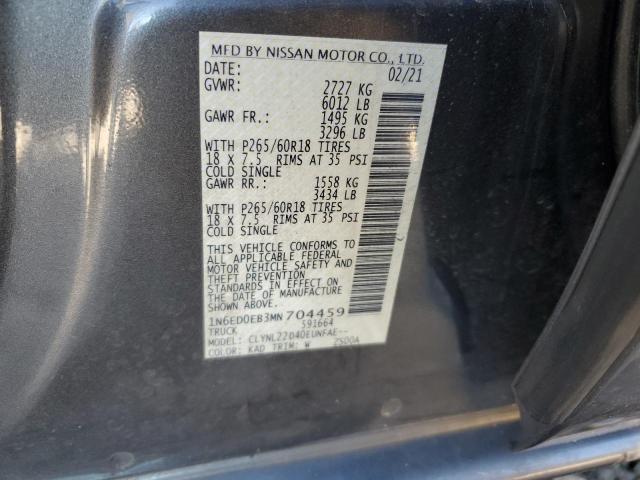 MFD BY NISSAN MOTOR CO., LTD.
DATE: 02/21
GVWR: 2727 KG
6012 LB
GAWR FR.: 1495 KG
3296 LB
WITH P265/60R18 TIRES
18 X 7.5 RIMS AT 35 PSI
COLD SINGLE
GAWR RR.: 1558 KG
3434 LB
WITH P265/60R18 TIRES
18 X 7.5 RIMS AT 35 PSI
COLD SINGLE
THIS VEHICLE CONFORMS TO
ALL APPLICABLE FEDERAL
MOTOR VEHICLE SAFETY AND
THEFT PREVENTION
STANDARDS IN EFFECT ON
THE DATE OF MANUFACTURE
SHOWN ABOVE.
1N6ED0EB3MN704459
TRUCK 591664
MODEL: CLYNL22D40EUNFAE--
COLOR: KAD TRIM: W ZSD0A